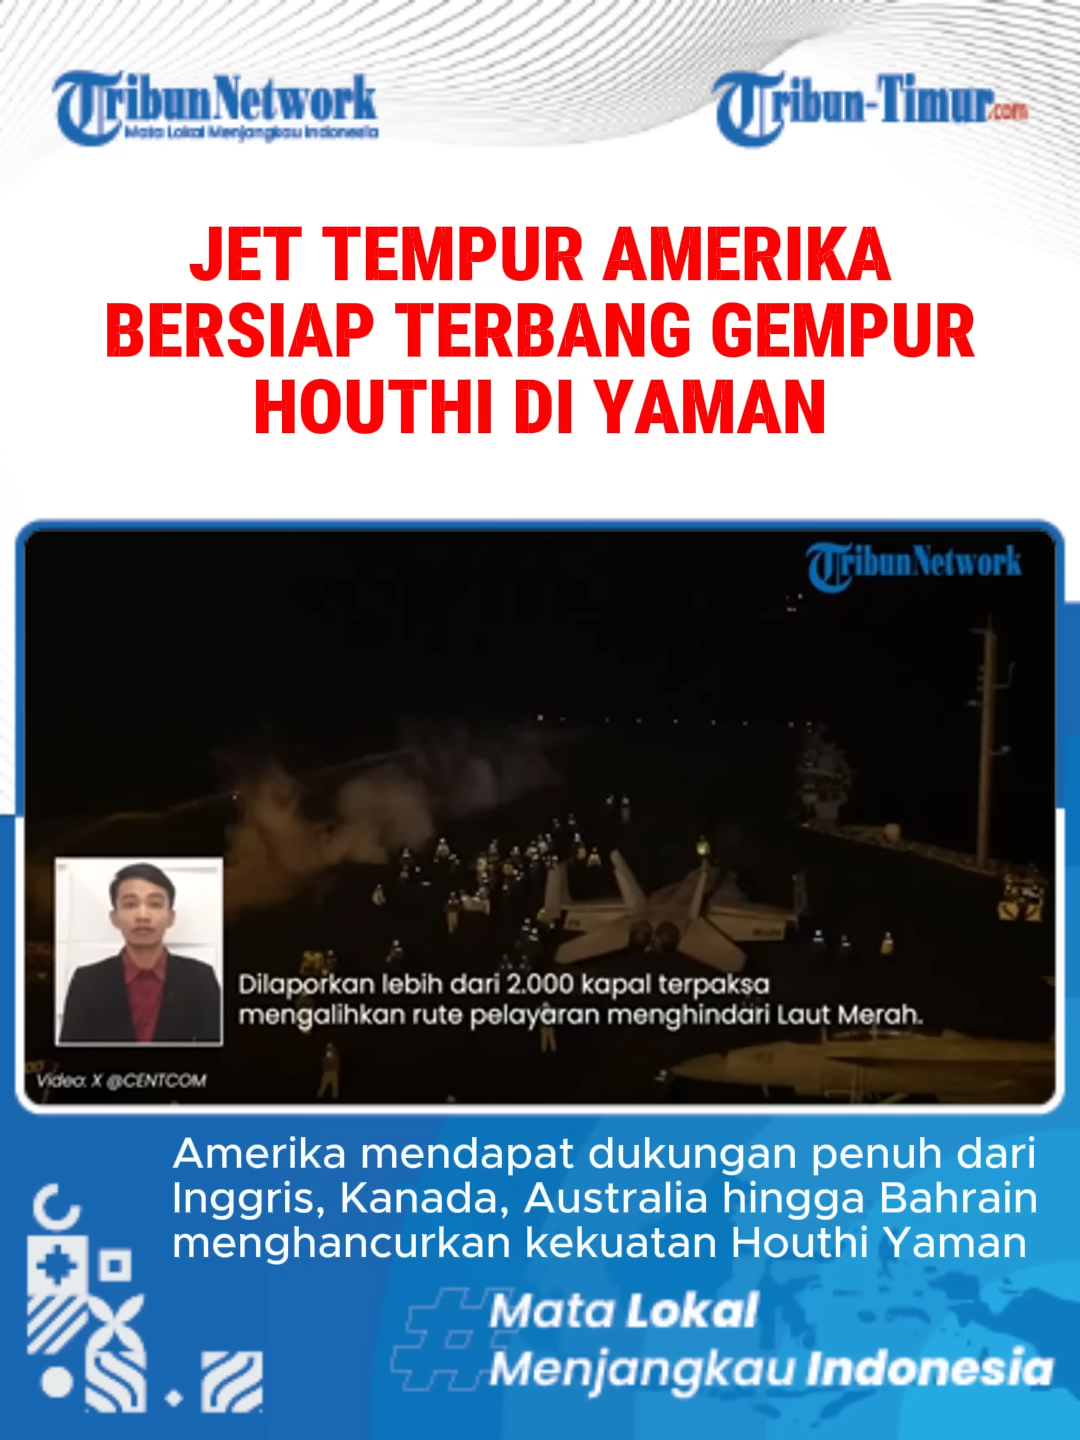 TribunNetwork
Mata Lokal Menjangkau Indonesia
Tribun-Timur.com
JET TEMPUR AMERIKA
BERSIAP TERBANG GEMPUR
HOUTHI DI YAMAN
TribunNetwork
Dilaporkan lebih dari 2.000 kapal terpaksa
mengalihkan rute pelayaran menghindari Laut Merah.
Video: X @CENTCOM
Amerika mendapat dukungan penuh dari
Inggris, Kanada, Australia hingga Bahrain
menghancurkan kekuatan Houthi Yaman
#Mata Lokal
Menjangkau Indonesia